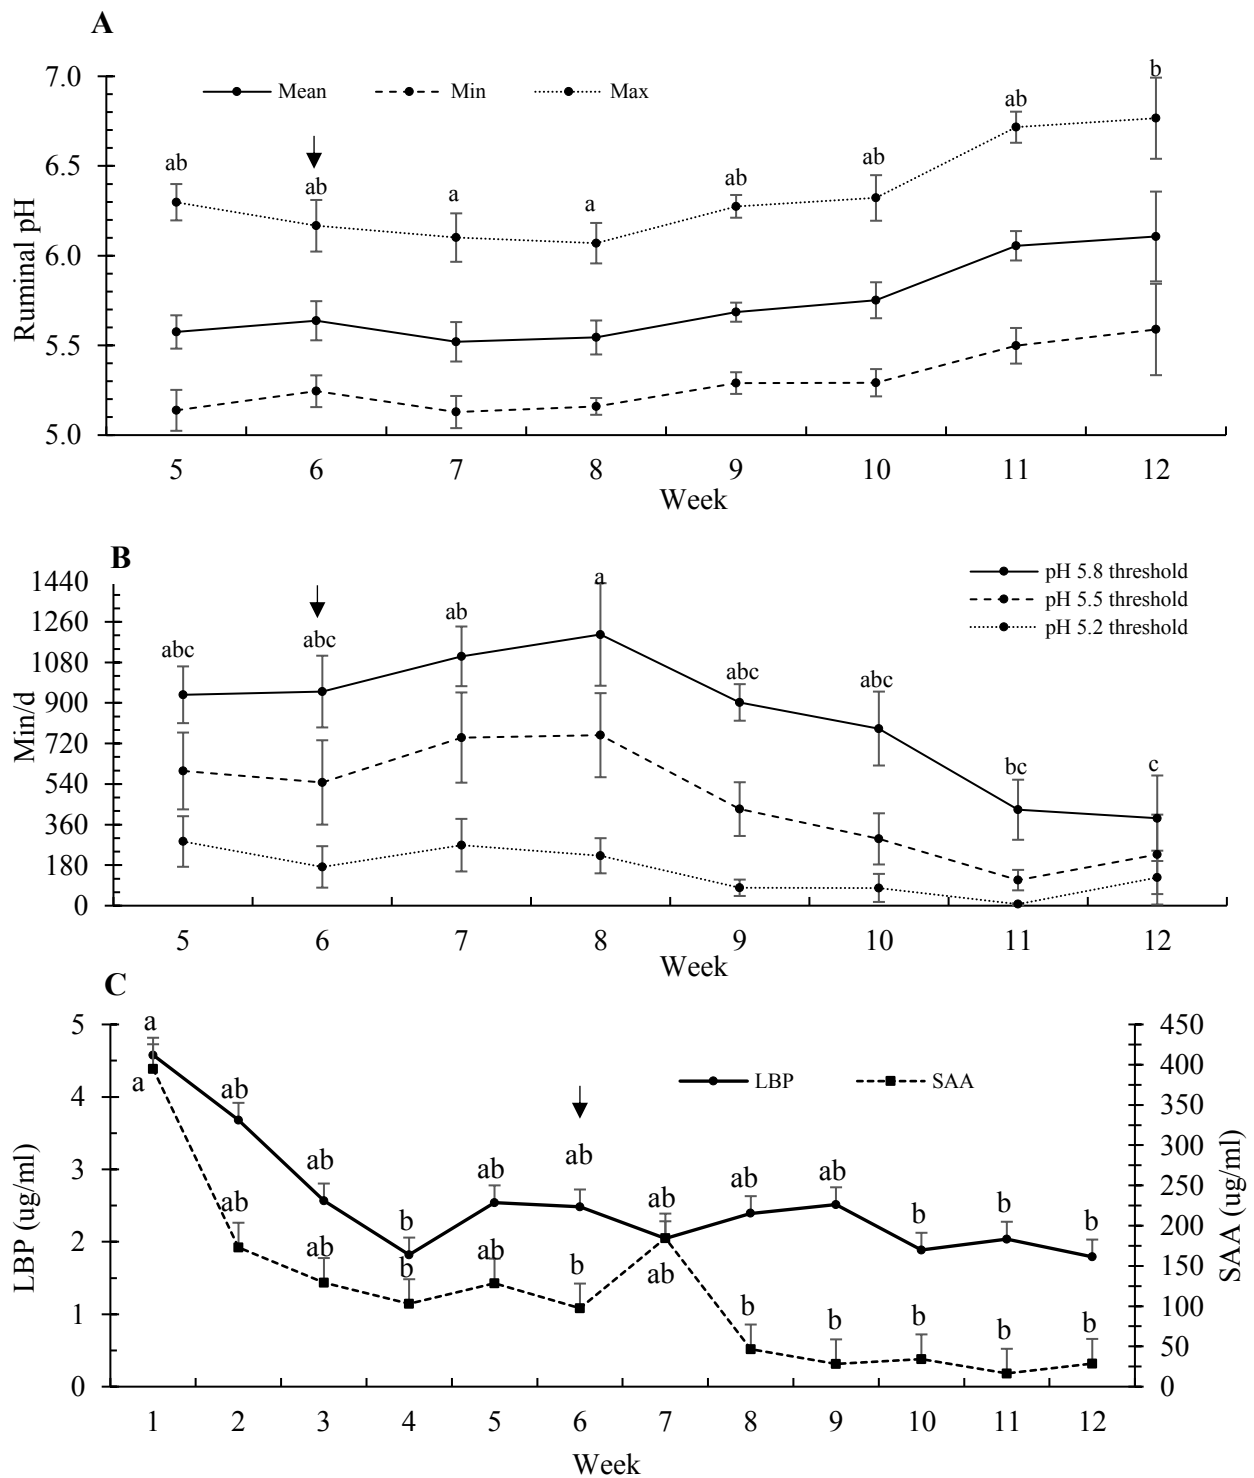 A
7.0
Mean
Min
Max
b
ab
ab
6.5
ab
ab
ab
a
a
6.0
Ruminal pH
5.5
5.0
5
6
7
8
9
10
11
12
Week
B
1440
a
pH 5.8 threshold
1260
ab
pH 5.5 threshold
abc
abc
pH 5.2 threshold
1080
abc
abc
900
Min/d
720
bc
c
540
360
180
0
5
6
7
8
9
10
11
12
Week
C
5
a
450
LBP
SAA
400
a
ab
4
350
ab
ab
ab
ab
ab
300
3
ab
ab
b
250
b
b
b
LBP (ug/ml)
2
ab
ab
ab
b
ab
200
b
SAA (ug/ml)
150
1
b
b
b
b
b
100
50
0
0
1
2
3
4
5
6
7
8
9
10
11
12
Week